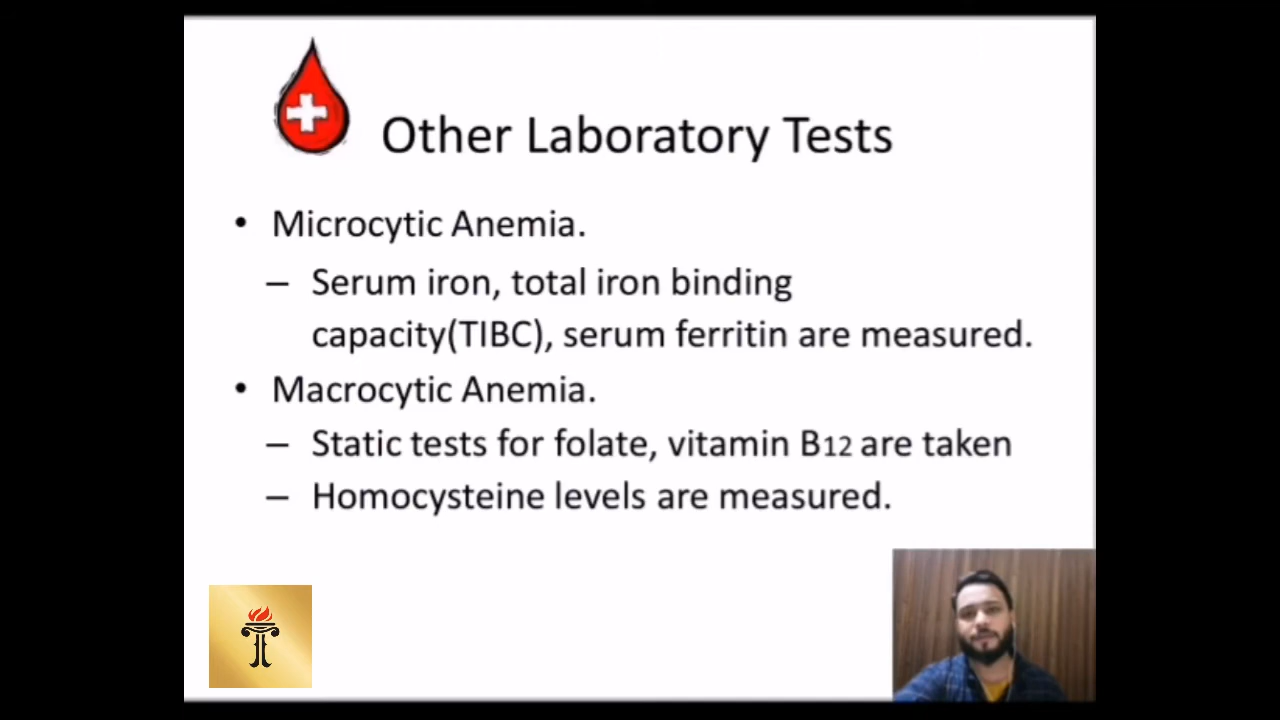 Other Laboratory Tests
• Microcytic Anemia.
– Serum iron, total iron binding
capacity(TIBC), serum ferritin are measured.
• Macrocytic Anemia.
– Static tests for folate, vitamin B12 are taken
– Homocysteine levels are measured.